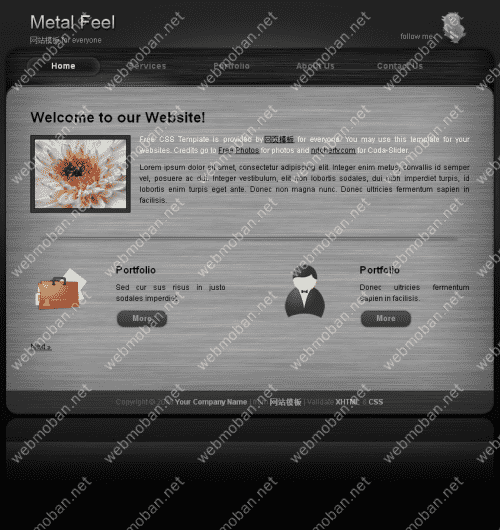 Metal Feel
网站模板 for everyone
follow me
Home Services Portfolio About Us Contact Us
Welcome to our Website!
Free CSS Template is provided by 网页模板 for everyone. You may use this template for your
websites. Credits go to Free Photos for photos and nitchatty.com for Coda-Slider.
Lorem ipsum dolor sit amet, consectetur adipiscing elit. Integer enim metus, convallis id semper
vel, posuere ac dui. Integer vestibulum, elit non lobortis sodales, dui nibh imperdiet turpis, id
lobortis enim turpis eget ante. Donec non magna nunc. Donec ultricies fermentum sapien in
facilisis.
Portfolio
Sed cur sus risus in justo
sodales imperdiet.
More
Portfolio
Donec ultricies fermentum
sapien in facilisis.
More
Copyright © Your Company Name | 网站模板 | Validate XHTML & CSS
webmoban.net